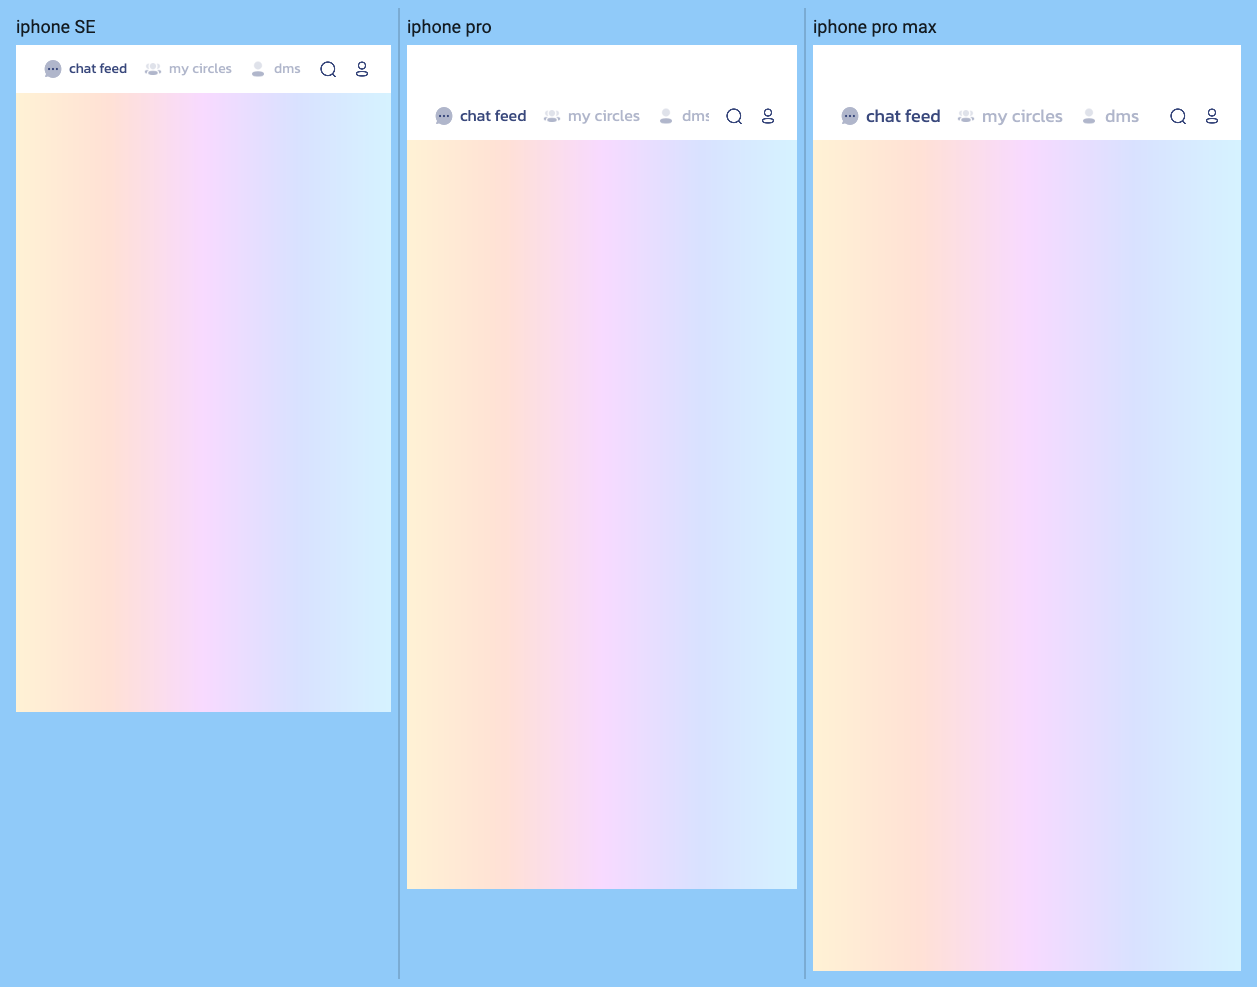 iphone SE
chat feed my circles dms
iphone pro
chat feed my circles dms
iphone pro max
chat feed my circles dms